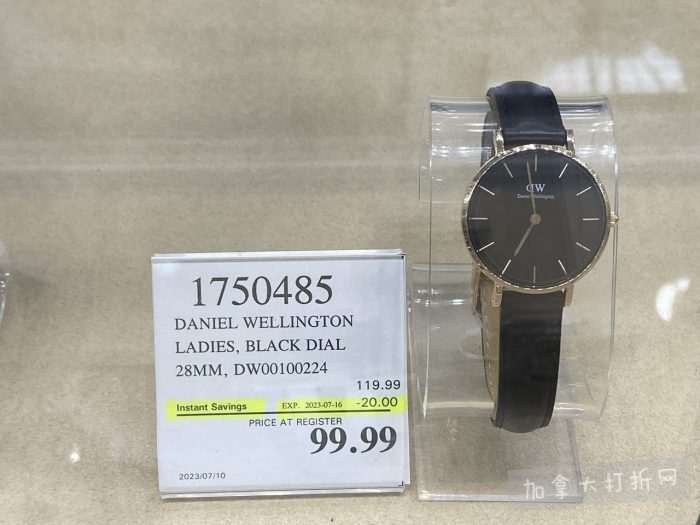 1750485
DANIEL WELLINGTON
LADIES, BLACK DIAL
28MM, DW00100224
119.99
Instant Savings EXP. 2023-07-16 -20.00
PRICE AT REGISTER
99.99
2023/07/10
DW
Daniel Wellington
加拿大打折网